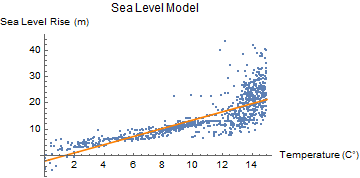 Sea Level Model
Sea Level Rise (m)
40
30
20
10
2 4 6 8 10 12 14
Temperature (C°)